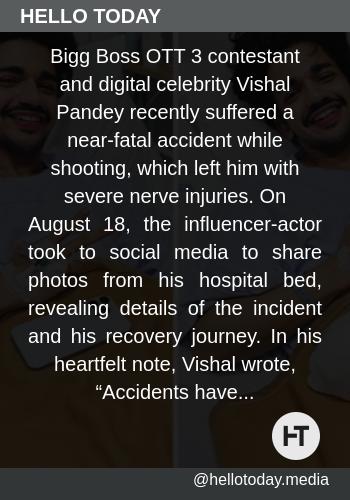 HELLO TODAY
Bigg Boss OTT 3 contestant
and digital celebrity Vishal
Pandey recently suffered a
near-fatal accident while
shooting, which left him with
severe nerve injuries. On
August 18, the influencer-actor
took to social media to share
photos from his hospital bed,
revealing details of the incident
and his recovery journey. In his
heartfelt note, Vishal wrote,
“Accidents have...
HT
@hellotoday.media